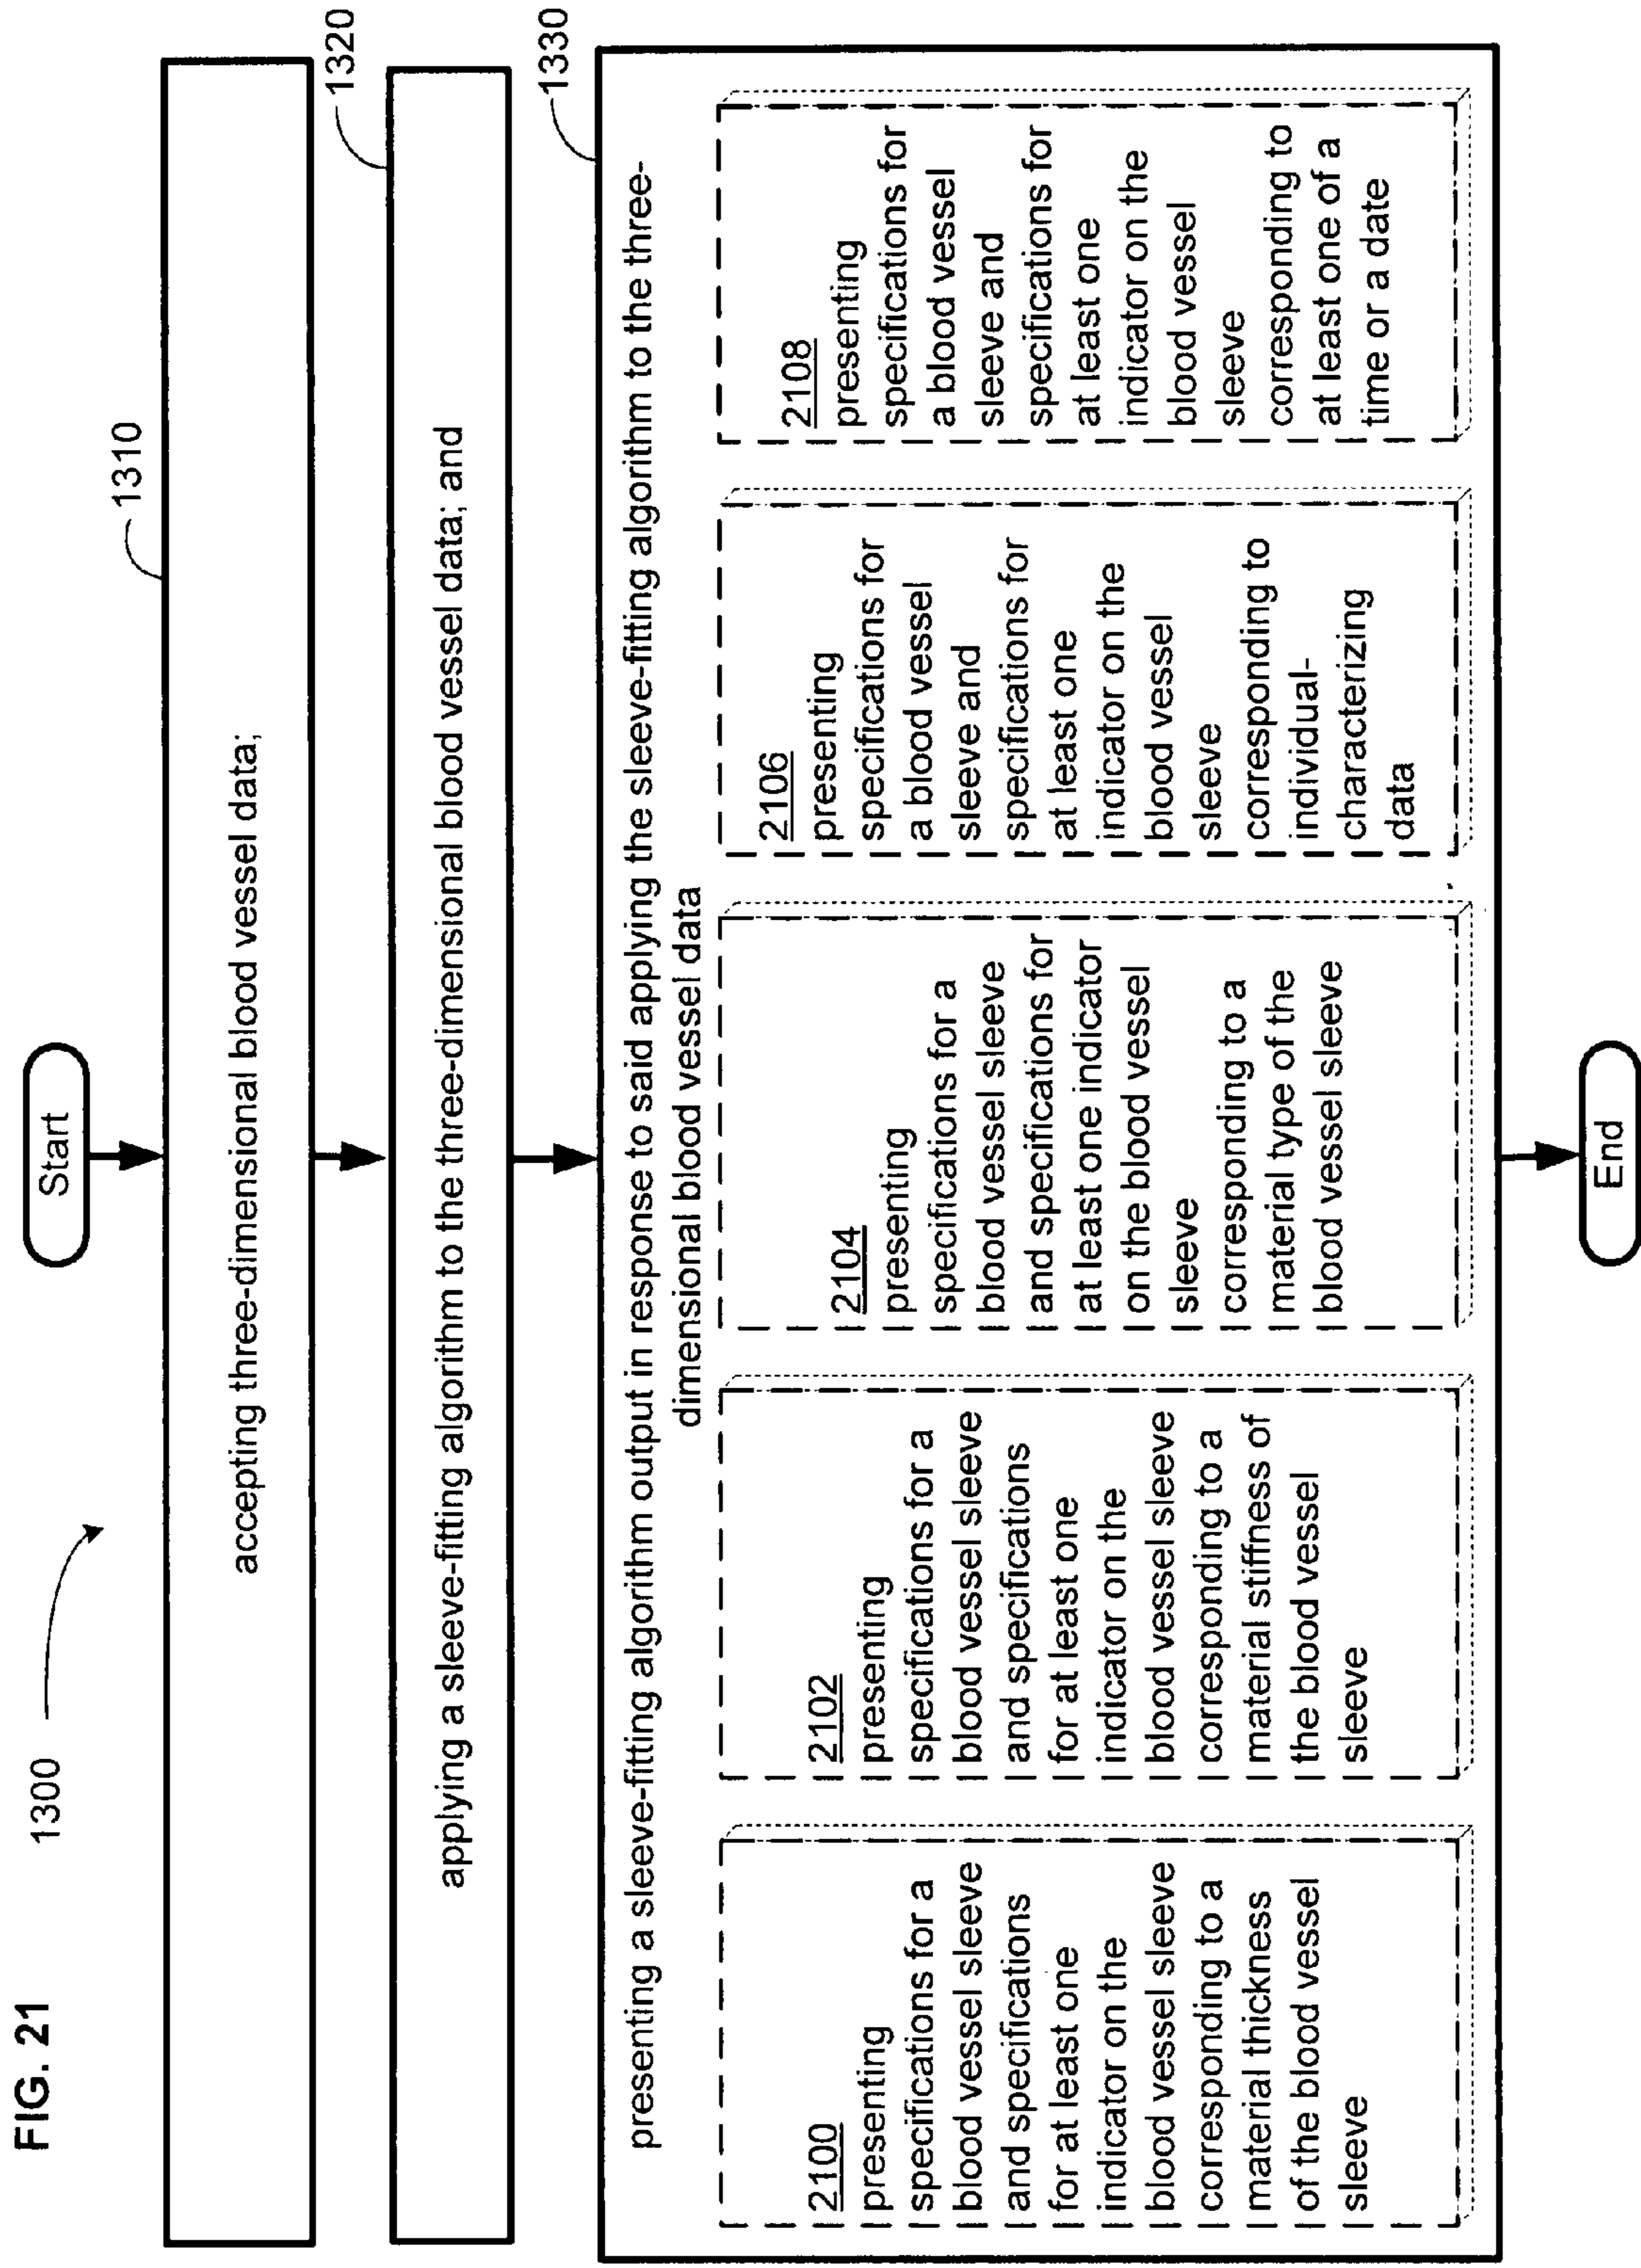 FIG. 21
1300
Start
1310
accepting three-dimensional blood vessel data;
1320
applying a sleeve-fitting algorithm to the three-dimensional blood vessel data; and
1330
presenting a sleeve-fitting algorithm output in response to said applying the sleeve-fitting algorithm to the three-
dimensional blood vessel data
2100
presenting
specifications for a
blood vessel sleeve
and specifications
for at least one
indicator on the
blood vessel sleeve
corresponding to a
material thickness
of the blood vessel
sleeve
2102
presenting
specifications for a
blood vessel sleeve
and specifications
for at least one
indicator on the
blood vessel sleeve
corresponding to a
material stiffness of
the blood vessel
sleeve
2104
presenting
specifications for a
blood vessel sleeve
and specifications for
at least one indicator
on the blood vessel
sleeve
corresponding to a
material type of the
blood vessel sleeve
2106
presenting
specifications for
a blood vessel
sleeve and
specifications for
at least one
indicator on the
blood vessel
sleeve
corresponding to
individual-
characterizing
data
2108
presenting
specifications for
a blood vessel
sleeve and
specifications for
at least one
indicator on the
blood vessel
sleeve
corresponding to
at least one of a
time or a date
End